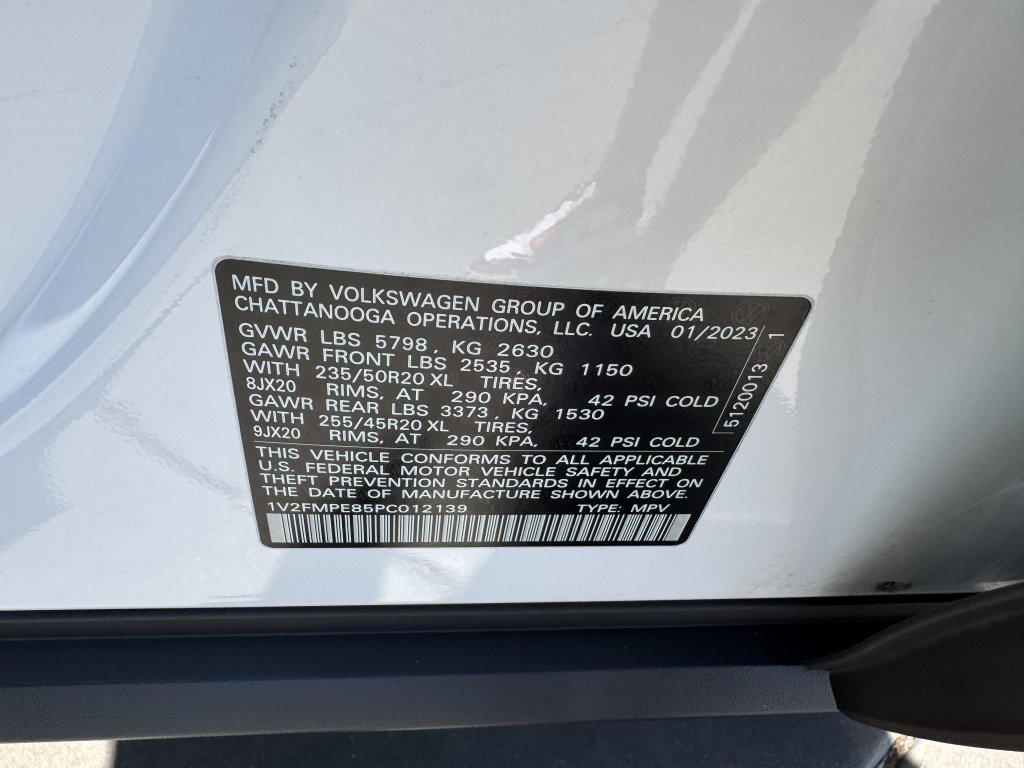 MFD BY VOLKSWAGEN GROUP OF AMERICA
CHATTANOOGA OPERATIONS, LLC. USA 01/2023
GVWR LBS 5798, KG 2630
GAWR FRONT LBS 2535, KG 1150
WITH 235/50R20 XL TIRES,
8JX20 RIMS, AT 290 KPA, 42 PSI COLD
GAWR REAR LBS 3373, KG 1530
WITH 255/45R20 XL TIRES,
9JX20 RIMS, AT 290 KPA, 42 PSI COLD
5120013 1
THIS VEHICLE CONFORMS TO ALL APPLICABLE
U.S. FEDERAL MOTOR VEHICLE SAFETY AND
THEFT PREVENTION STANDARDS IN EFFECT ON
THE DATE OF MANUFACTURE SHOWN ABOVE.
1V2FMPE85PC012139 TYPE: MPV